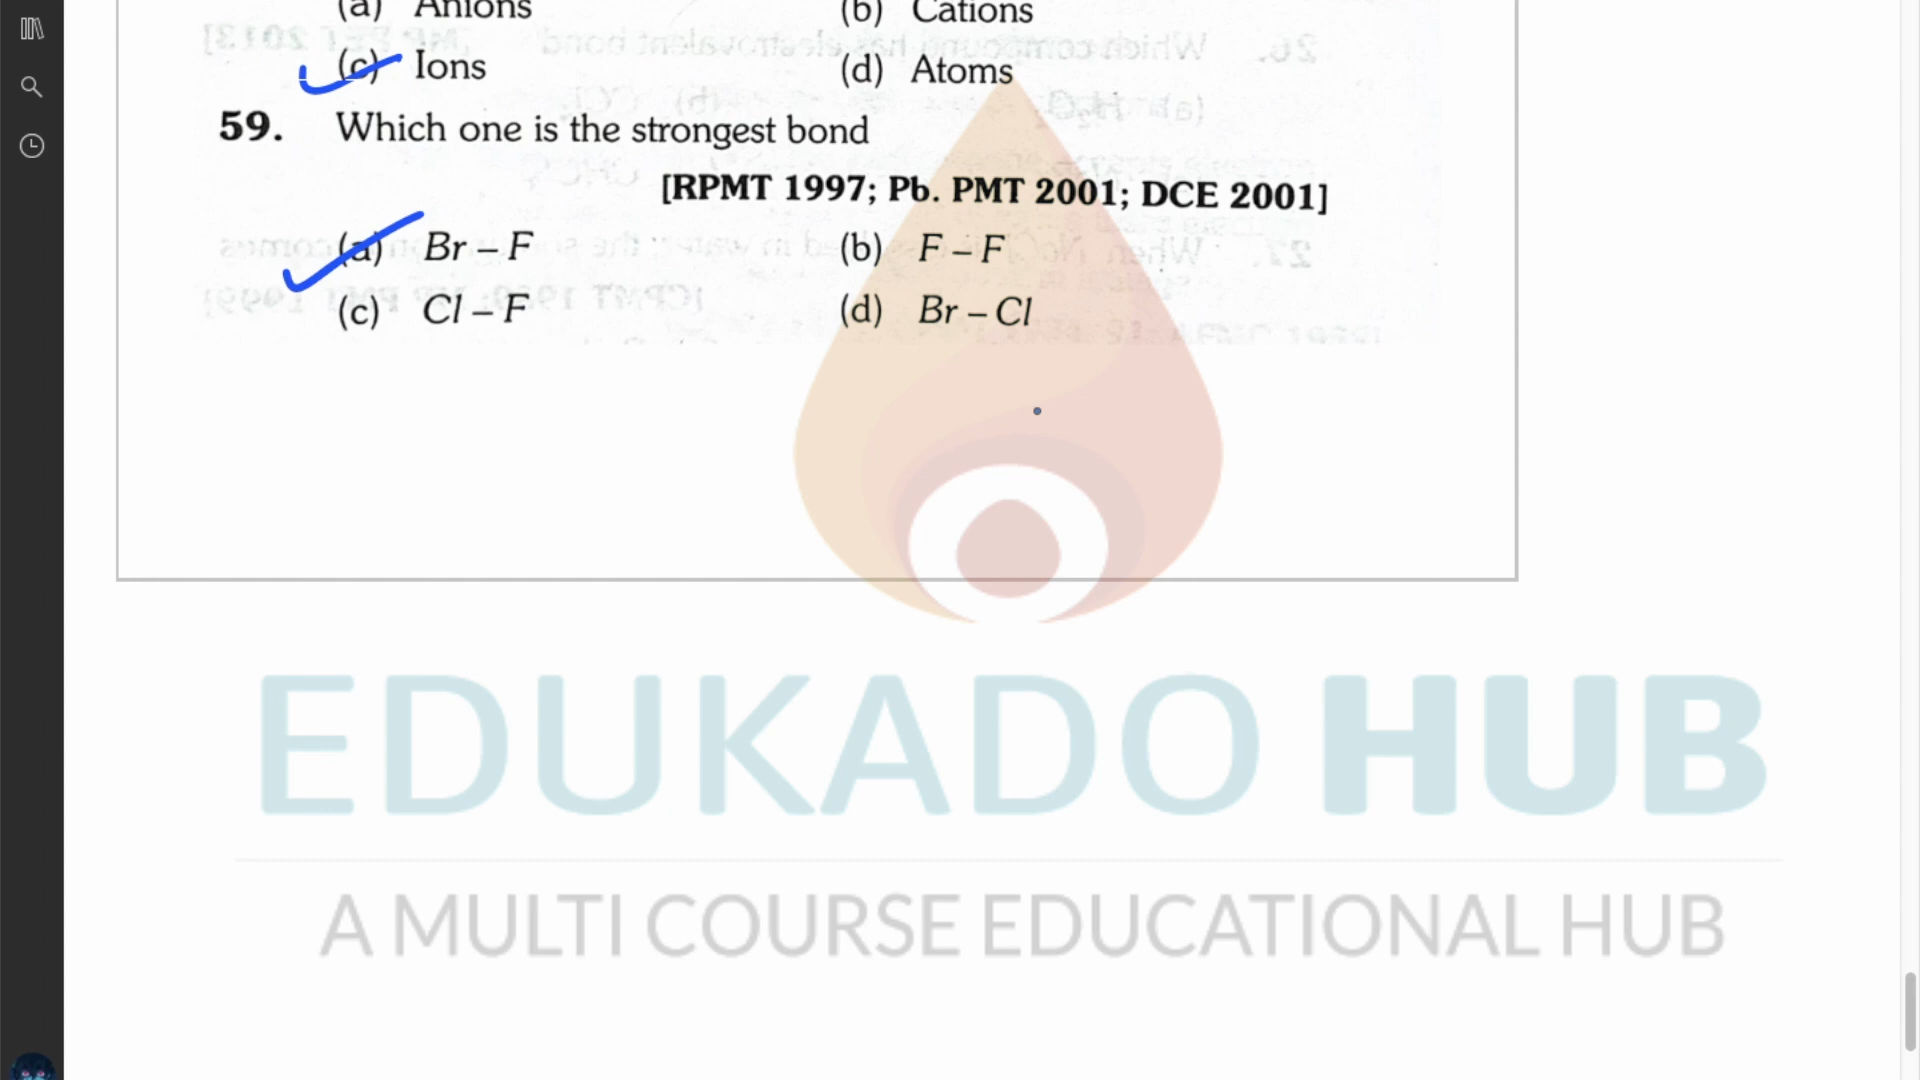 (a) Anions (b) Cations
(c) Ions (d) Atoms
59. Which one is the strongest bond
[RPMT 1997; Pb. PMT 2001; DCE 2001]
(a) Br – F (b) F – F
(c) Cl – F (d) Br – Cl
EDUKADO HUB
A MULTI COURSE EDUCATIONAL HUB